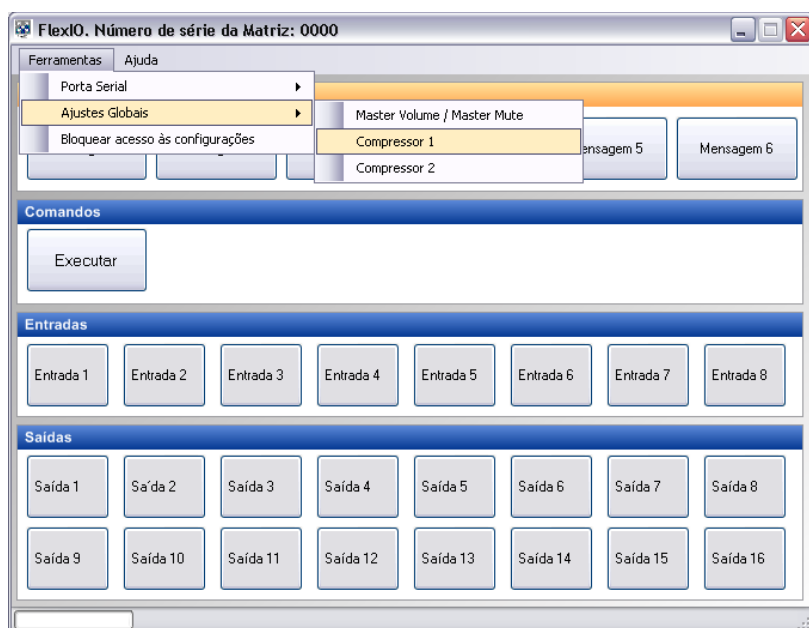 FlexIO. Número de série da Matriz: 0000
Ferramentas Ajuda
Porta Serial
Ajustes Globais
Bloquear acesso às configurações
Master Volume / Master Mute
Compressor 1
Compressor 2
ensagem 5 Mensagem 6
Comandos
Executar
Entradas
Entrada 1 Entrada 2 Entrada 3 Entrada 4 Entrada 5 Entrada 6 Entrada 7 Entrada 8
Saídas
Saída 1 Sa´da 2 Saída 3 Saída 4 Saída 5 Saída 6 Saída 7 Saída 8
Saída 9 Saída 10 Saída 11 Saída 12 Saída 13 Saída 14 Saída 15 Saída 16